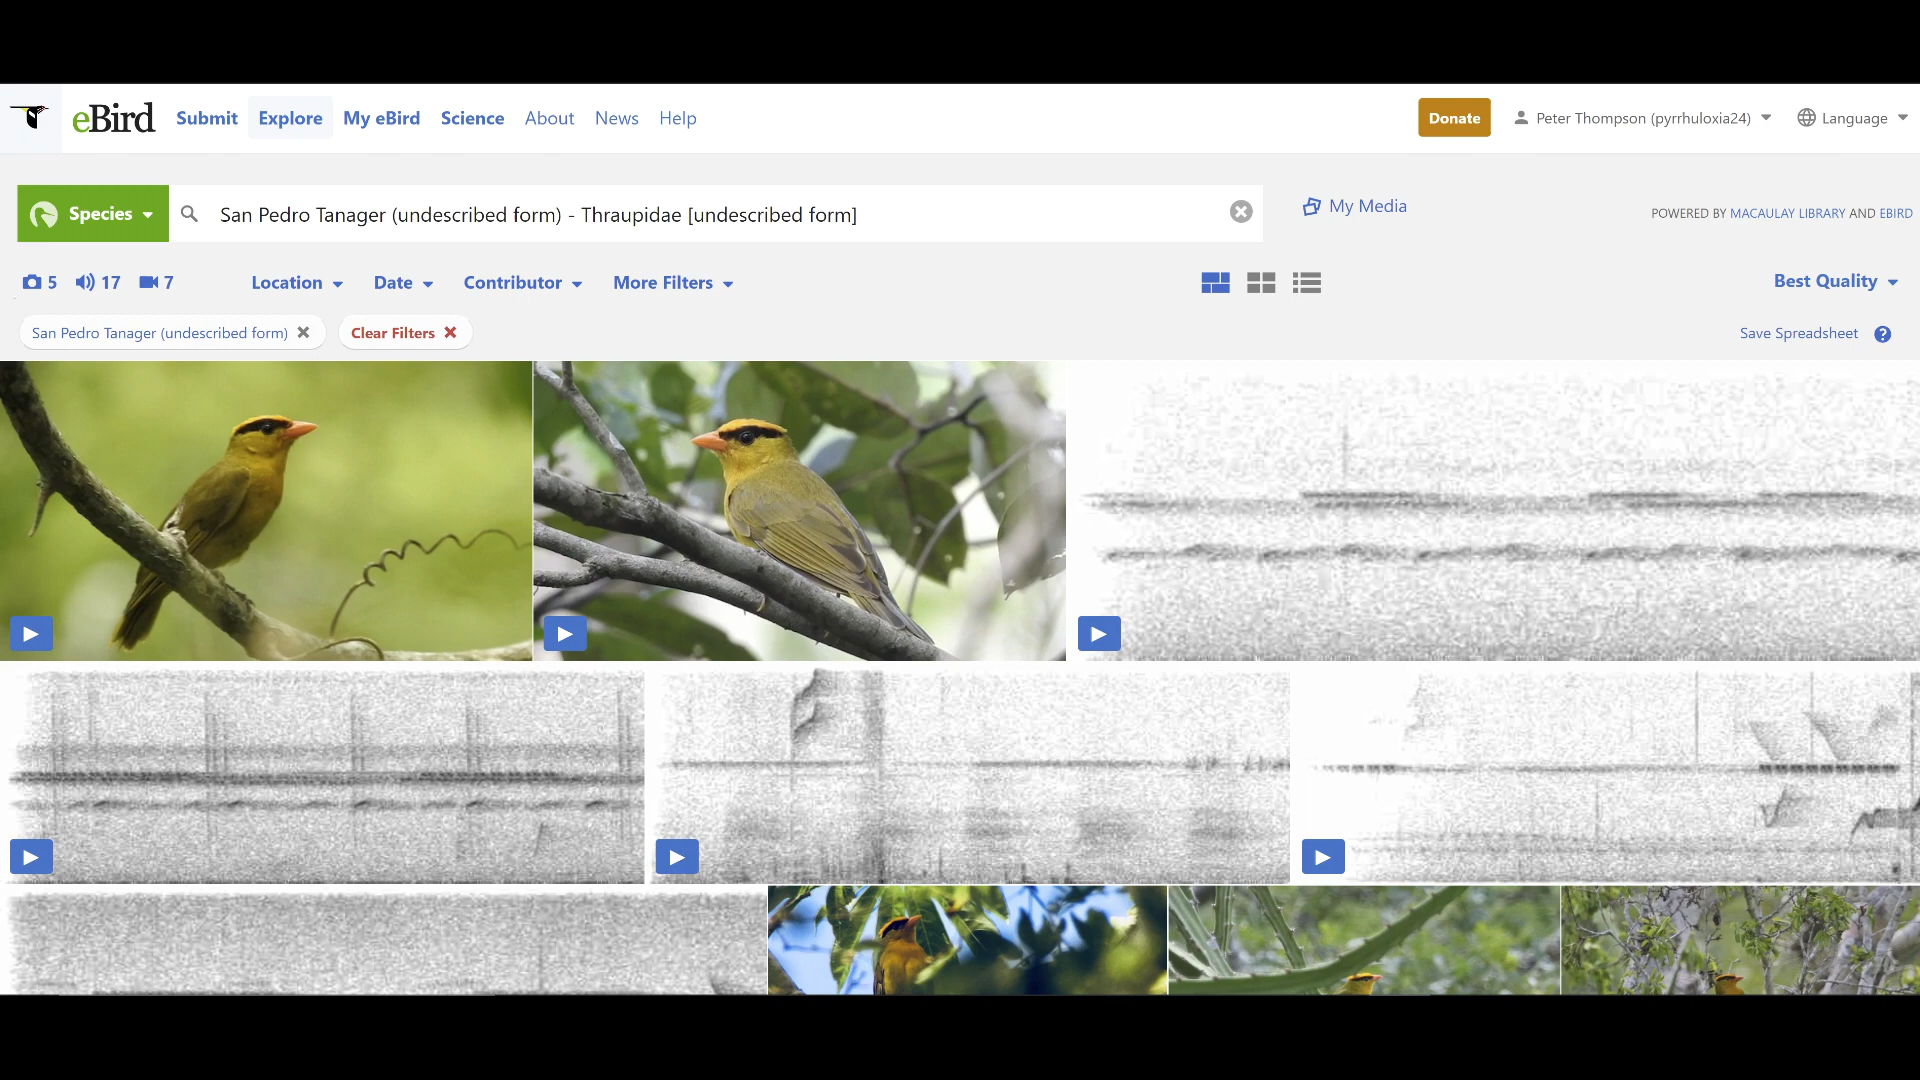 eBird Submit Explore My eBird Science About News Help Donate Peter Thompson (pyrrhuloxia24) Language
Species San Pedro Tanager (undescribed form) - Thraupidae [undescribed form] My Media POWERED BY MACAULAY LIBRARY AND EBIRD
5 17 7 Location Date Contributor More Filters Best Quality
San Pedro Tanager (undescribed form) Clear Filters Save Spreadsheet ?